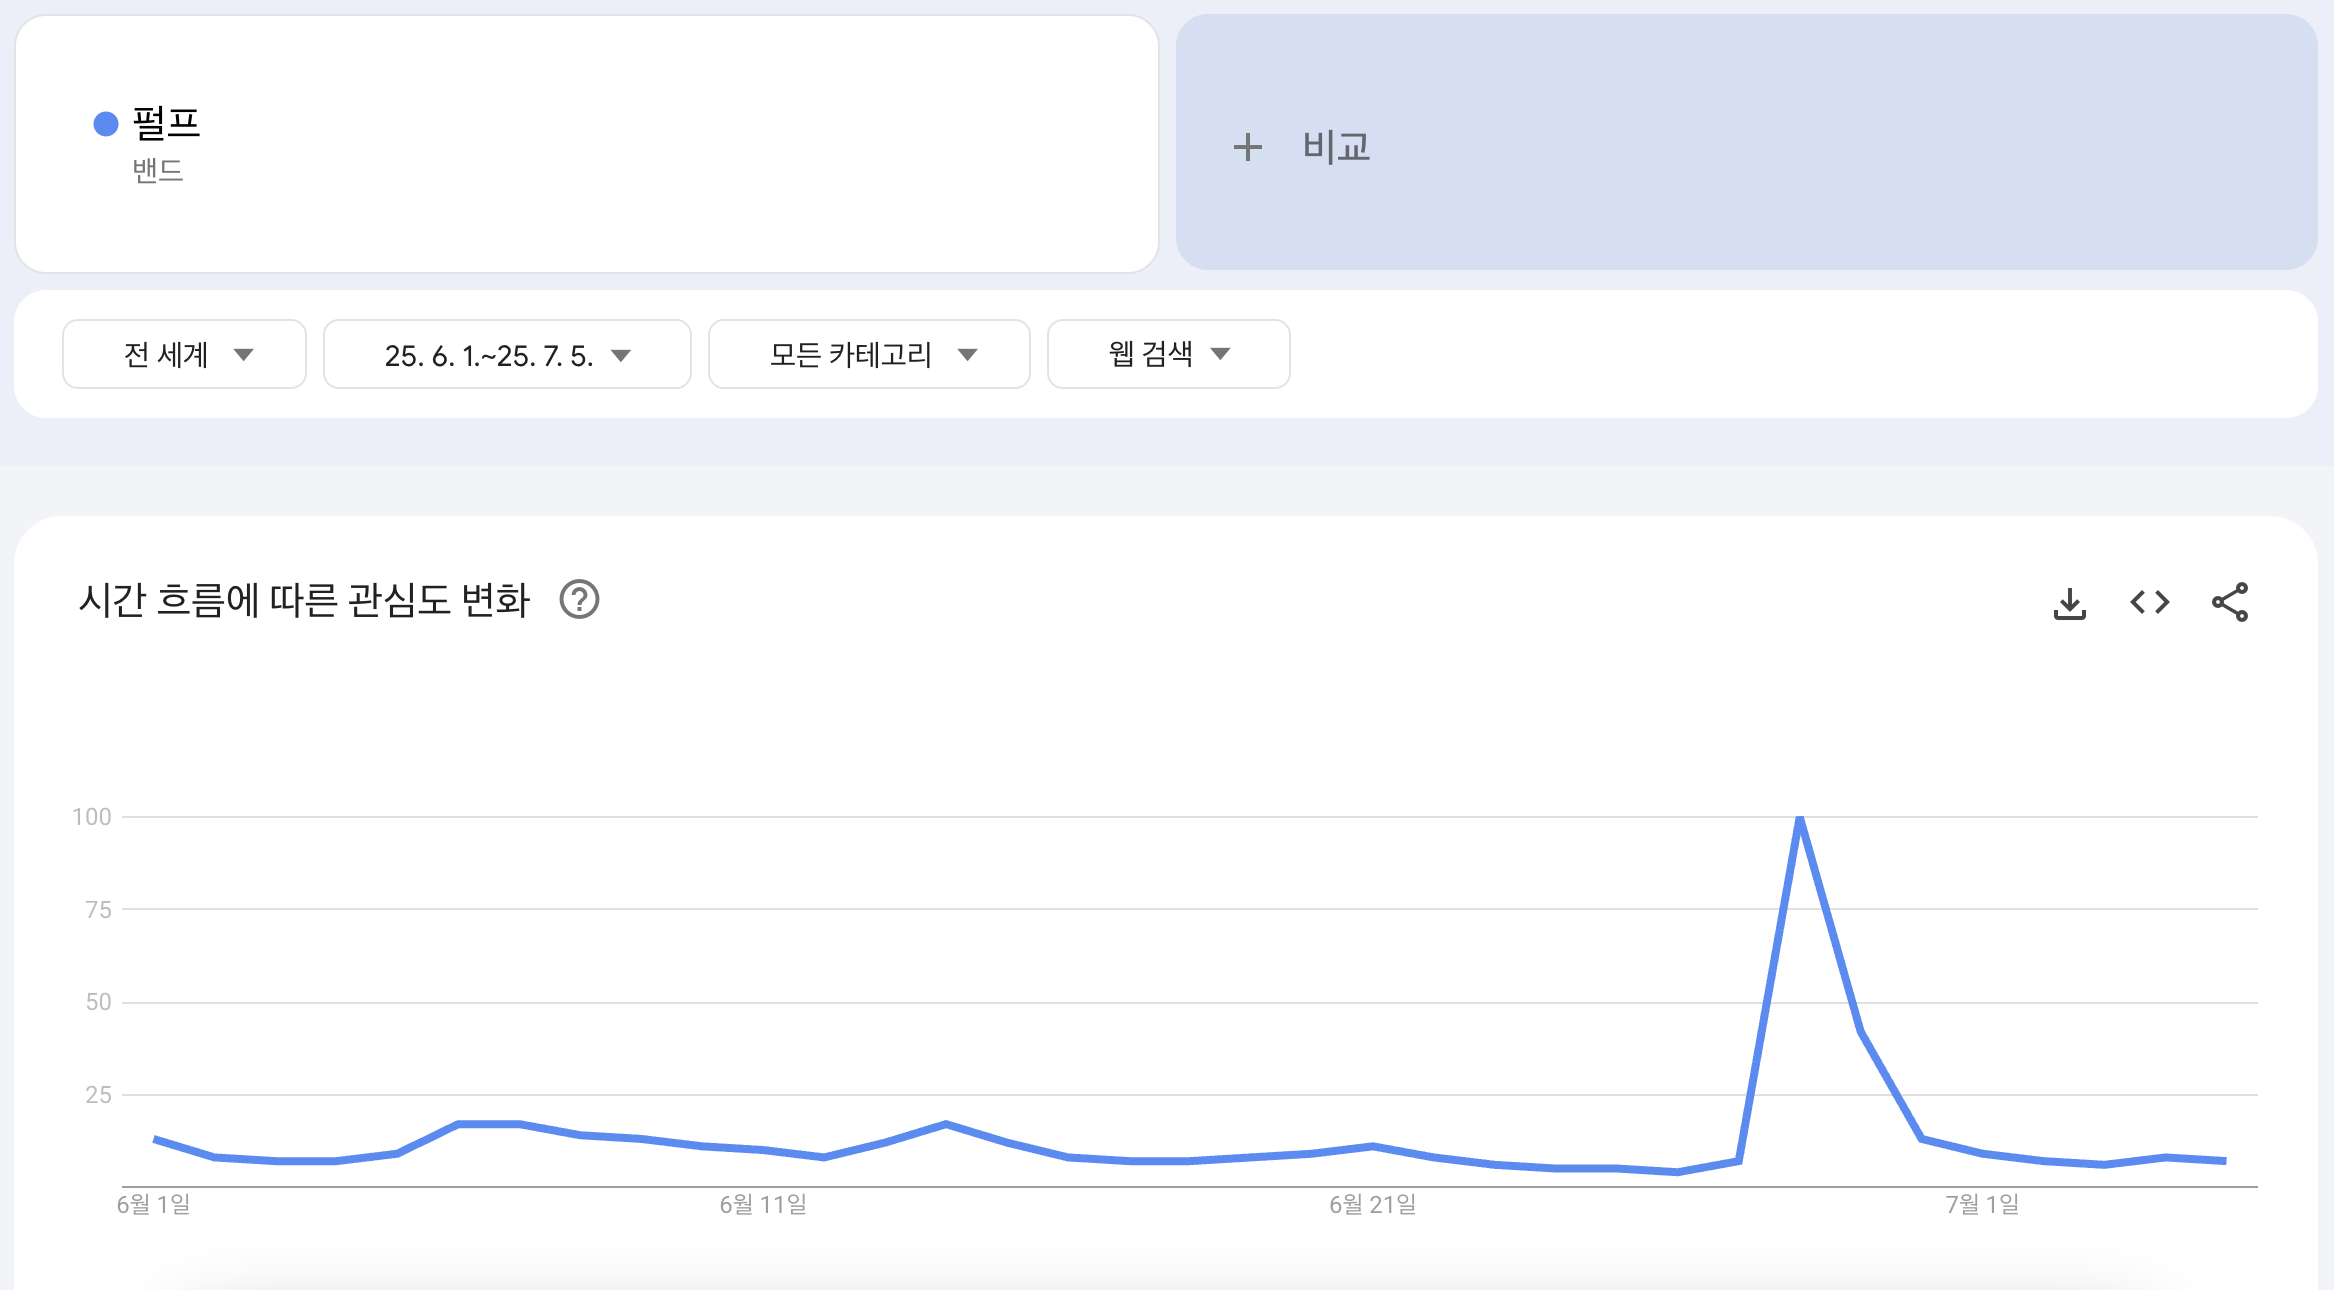 펄프
밴드
+ 비교
전 세계
25. 6. 1.~25. 7. 5.
모든 카테고리
웹 검색
시간 흐름에 따른 관심도 변화 ?
100
75
50
25
6월 1일
6월 11일
6월 21일
7월 1일